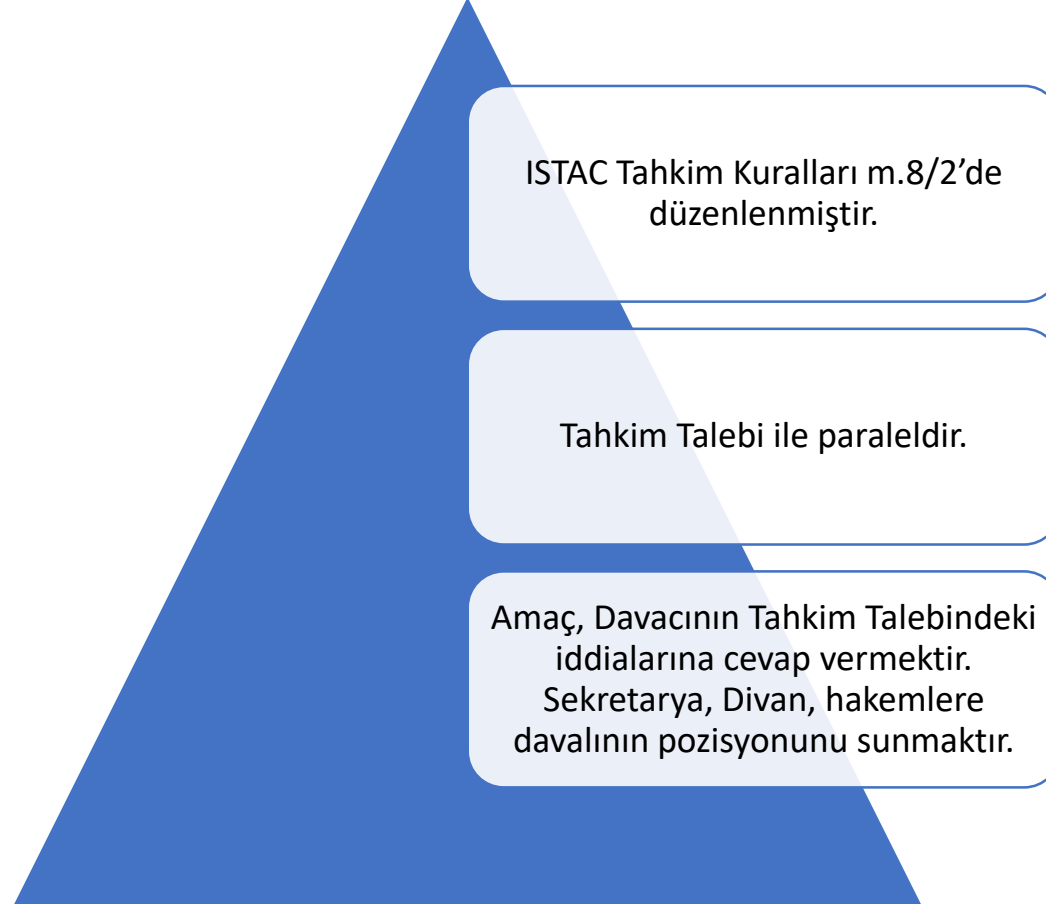 ISTAC Tahkim Kuralları m.8/2’de
düzenlenmiştir.
Tahkim Talebi ile paraleldir.
Amaç, Davacının Tahkim Talebindeki
iddialarına cevap vermektir.
Sekretarya, Divan, hakemlere
davalının pozisyonunu sunmaktır.